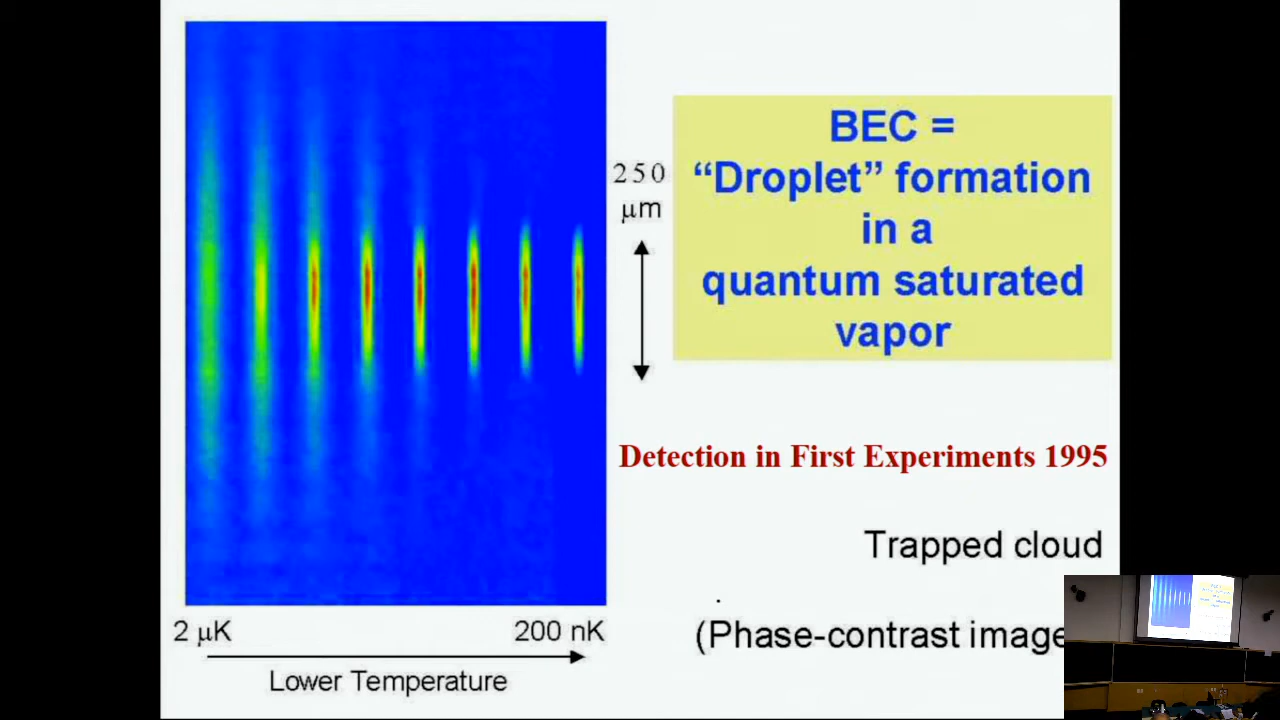 250
μm
BEC =
“Droplet” formation
in a
quantum saturated
vapor
Detection in First Experiments 1995
Trapped cloud
(Phase-contrast image
2 μK
200 nK
Lower Temperature